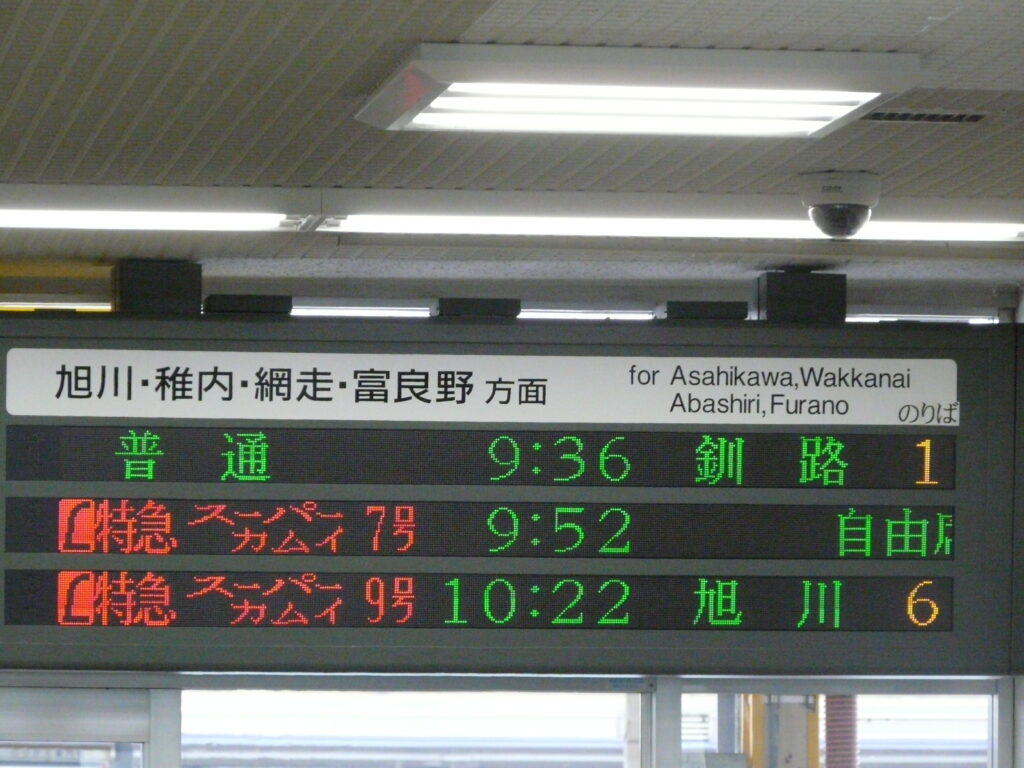 旭川・稚内・網走・富良野 方面
for Asahikawa,Wakkanai
Abashiri,Furano
のりば
普通 9:36 釧路 1
L特急 スーパーカムイ 7号 9:52 自由席
L特急 スーパーカムイ 9号 10:22 旭川 6